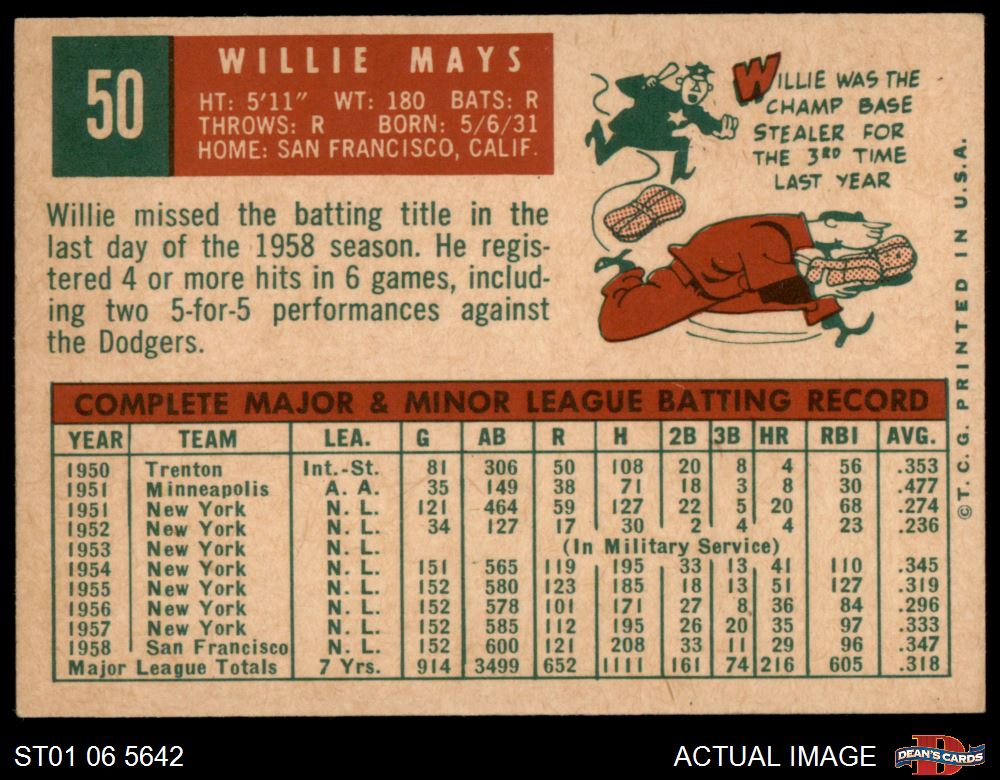 50
WILLIE MAYS
HT: 5'11" WT: 180 BATS: R
THROWS: R BORN: 5/6/31
HOME: SAN FRANCISCO, CALIF.
WILLIE WAS THE
CHAMP BASE
STEALER FOR
THE 3RD TIME
LAST YEAR
Willie missed the batting title in the
last day of the 1958 season. He regis-
tered 4 or more hits in 6 games, includ-
ing two 5-for-5 performances against
the Dodgers.
COMPLETE MAJOR & MINOR LEAGUE BATTING RECORD
YEAR TEAM LEA. G AB R H 2B 3B HR RBI AVG.
1950 Trenton Int.-St. 81 306 50 108 20 8 4 56 .353
1951 Minneapolis A. A. 35 149 38 71 18 3 8 30 .477
1951 New York N. L. 121 464 59 127 22 5 20 68 .274
1952 New York N. L. 34 127 17 30 2 4 4 23 .236
1953 New York N. L. (In Military Service)
1954 New York N. L. 151 565 119 195 33 13 41 110 .345
1955 New York N. L. 152 580 123 185 18 13 51 127 .319
1956 New York N. L. 152 578 101 171 27 8 36 84 .296
1957 New York N. L. 152 585 112 195 26 20 35 97 .333
1958 San Francisco N. L. 152 600 121 208 33 11 29 96 .347
Major League Totals 7 Yrs. 914 3499 652 1111 161 74 216 605 .318
©T. C. G. PRINTED IN U.S.A.
ST01 06 5642
ACTUAL IMAGE
D
DEAN'S CARDS